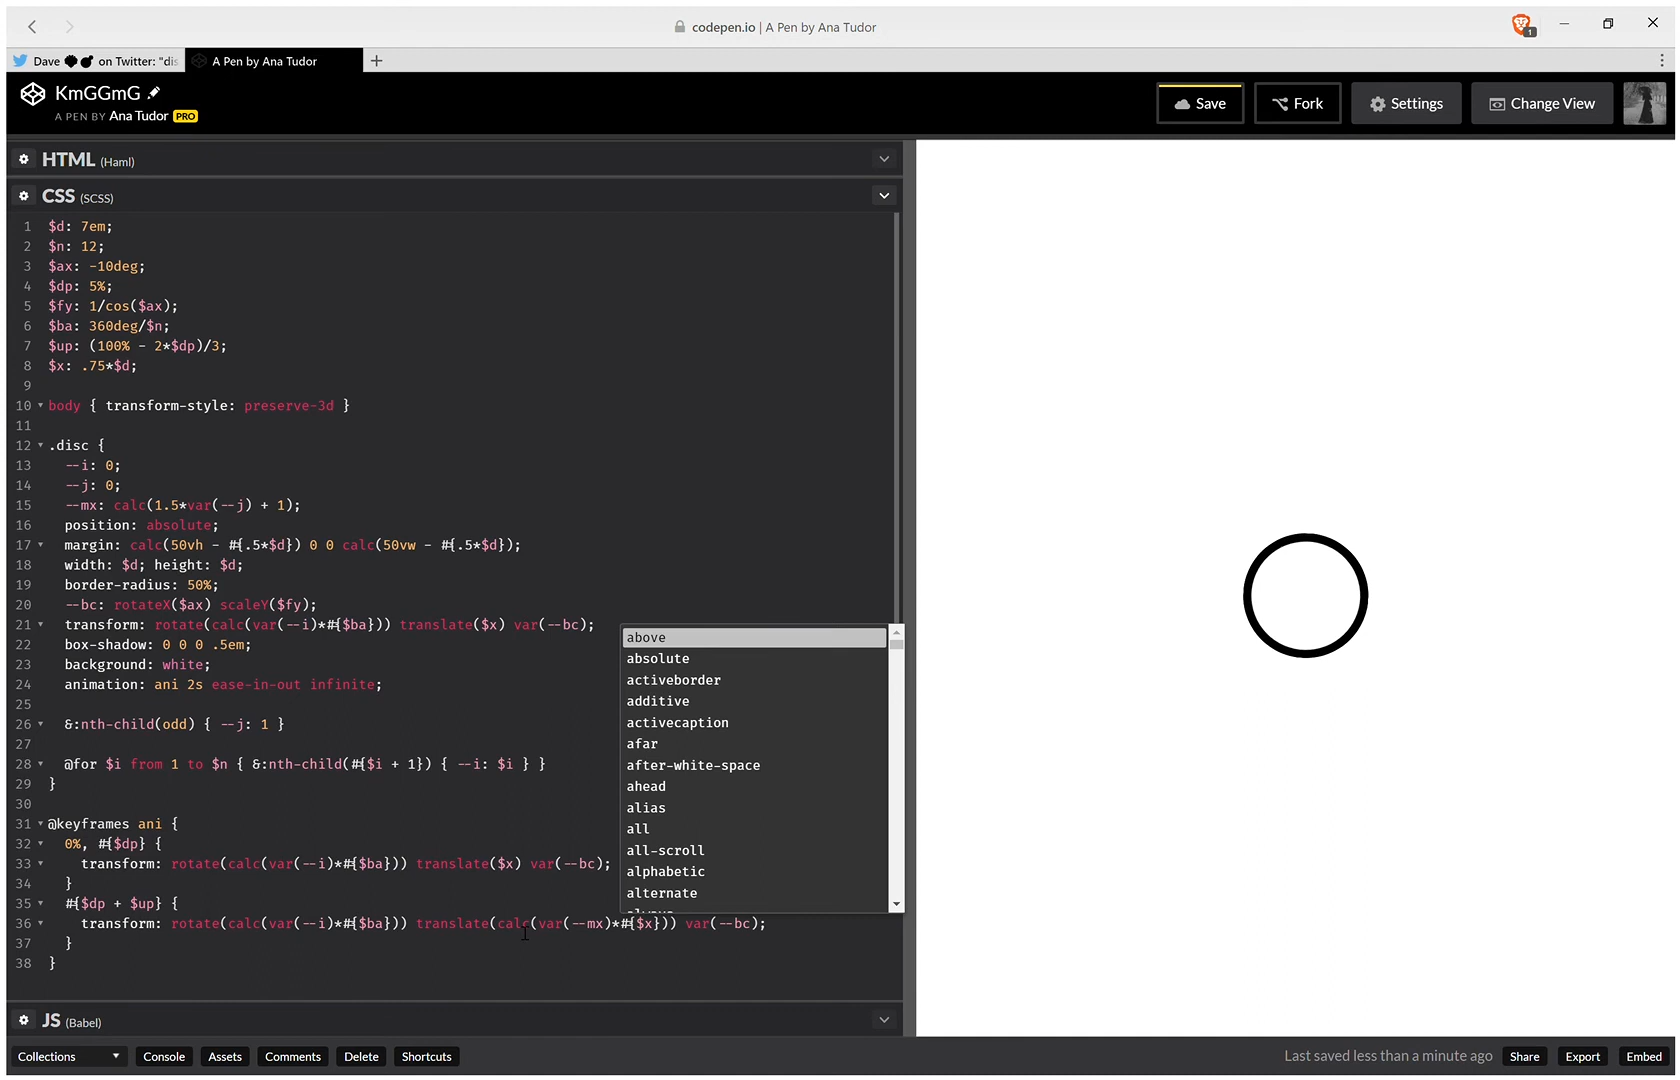 codepen.io | A Pen by Ana Tudor
1
Dave on Twitter: "dis
A Pen by Ana Tudor
KmGGmG
A PEN BY Ana Tudor PRO
Save
Fork
Settings
Change View
HTML (Haml)
CSS (SCSS)
1 $d: 7em;
2 $n: 12;
3 $ax: -10deg;
4 $dp: 5%;
5 $fy: 1/cos($ax);
6 $ba: 360deg/$n;
7 $up: (100% - 2*$dp)/3;
8 $x: .75*$d;
9
10 body { transform-style: preserve-3d }
11
12 .disc {
13 --i: 0;
14 --j: 0;
15 --mx: calc(1.5*var(--j) + 1);
16 position: absolute;
17 margin: calc(50vh - #{.5*$d}) 0 0 calc(50vw - #{.5*$d});
18 width: $d; height: $d;
19 border-radius: 50%;
20 --bc: rotateX($ax) scaleY($fy);
21 transform: rotate(calc(var(--i)*#{$ba})) translate($x) var(--bc);
22 box-shadow: 0 0 0 .5em;
23 background: white;
24 animation: ani 2s ease-in-out infinite;
25
26 &:nth-child(odd) { --j: 1 }
27
28 @for $i from 1 to $n { &:nth-child(#{$i + 1}) { --i: $i } }
29 }
30
31 @keyframes ani {
32 0%, #{$dp} {
33 transform: rotate(calc(var(--i)*#{$ba})) translate($x) var(--bc);
34 }
35 #{$dp + $up} {
36 transform: rotate(calc(var(--i)*#{$ba})) translate(calc(var(--mx)*#{$x})) var(--bc);
37 }
38 }
above
absolute
activeborder
additive
activecaption
afar
after-white-space
ahead
alias
all
all-scroll
alphabetic
alternate
JS (Babel)
Collections
Console
Assets
Comments
Delete
Shortcuts
Last saved less than a minute ago
Share
Export
Embed